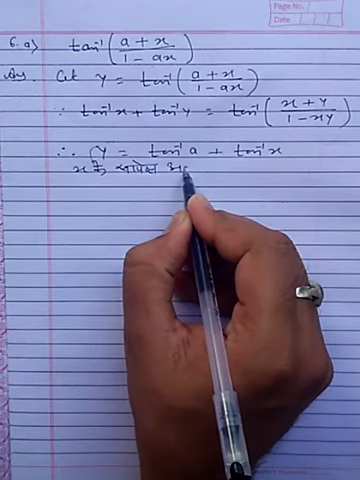 Page No.
Date
6. a) tan⁻¹ (a + x / 1 - ax)
Ans. Let y = tan⁻¹ (a + x / 1 - ax)
∵ tan⁻¹x + tan⁻¹y = tan⁻¹ (x + y / 1 - xy)
∴ y = tan⁻¹a + tan⁻¹x
x के सापेक्ष